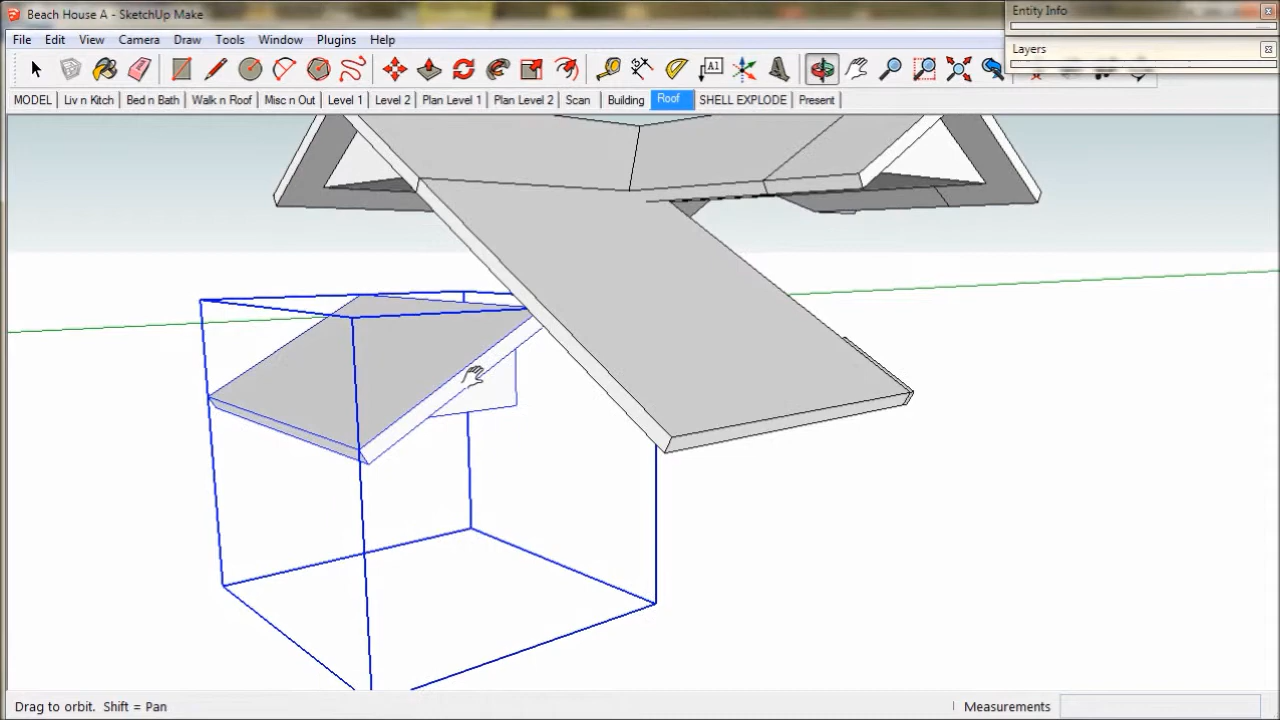 Beach House A - SketchUp Make
Entity Info
File Edit View Camera Draw Tools Window Plugins Help
Layers
A1
MODEL Liv n Kitch Bed n Bath Walk n Roof Misc n Out Level 1 Level 2 Plan Level 1 Plan Level 2 Scan Building Roof SHELL EXPLODE Present
Drag to orbit. Shift = Pan
Measurements